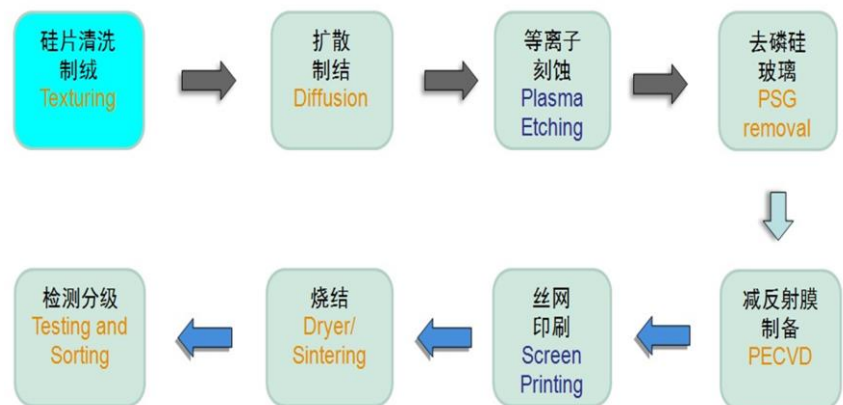 硅片清洗
制绒
Texturing
扩散
制结
Diffusion
等离子
刻蚀
Plasma
Etching
去磷硅
玻璃
PSG
removal
减反射膜
制备
PECVD
丝网
印刷
Screen
Printing
烧结
Dryer/
Sintering
检测分级
Testing and
Sorting